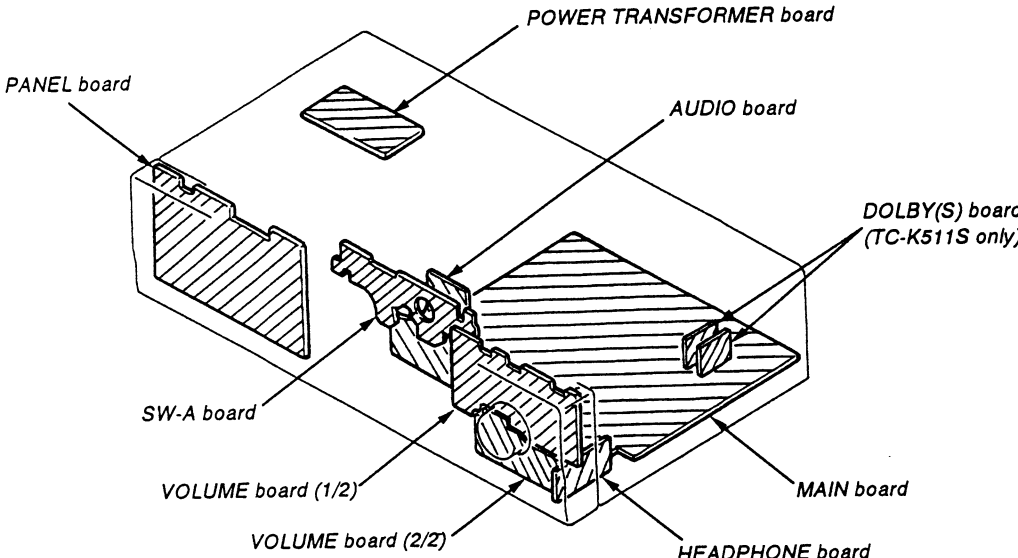 POWER TRANSFORMER board
PANEL board
AUDIO board
DOLBY(S) board
(TC-K511S only)
SW-A board
VOLUME board (1/2)
MAIN board
VOLUME board (2/2)
HEADPHONE board